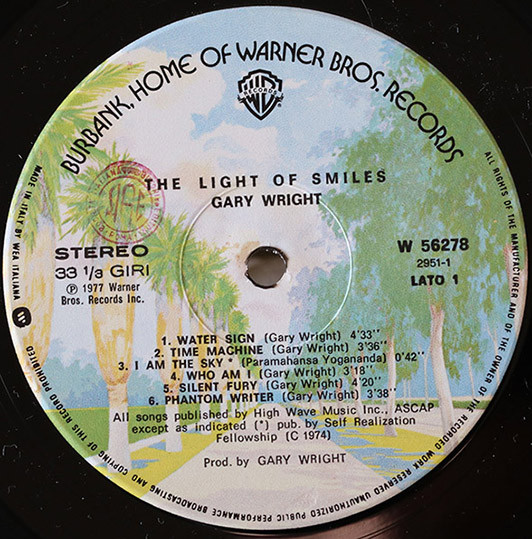 BURBANK, HOME OF WARNER BROS. RECORDS
WB
RECORDS
THE LIGHT OF SMILES
GARY WRIGHT
STEREO
33 1/3 GIRI
℗ 1977 Warner
Bros. Records Inc.
W 56278
2951-1
LATO 1
1. WATER SIGN (Gary Wright) 4'33"
2. TIME MACHINE (Gary Wright) 3'36"
3. I AM THE SKY * (Paramahansa Yogananda) 0'42"
4. WHO AM I (Gary Wright) 3'18"
5. SILENT FURY (Gary Wright) 4'20"
6. PHANTOM WRITER (Gary Wright) 3'38"
All songs published by High Wave Music Inc., ASCAP
except as indicated (*) pub. by Self Realization
Fellowship (C 1974)
Prod. by GARY WRIGHT
MADE IN ITALY BY WEA ITALIANA
ALL RIGHTS OF THE MANUFACTURER AND OF THE OWNER OF THE RECORDED WORK RESERVED UNAUTHORIZED PUBLIC PERFORMANCE BROADCASTING AND COPYING OF THIS RECORD PROHIBITED